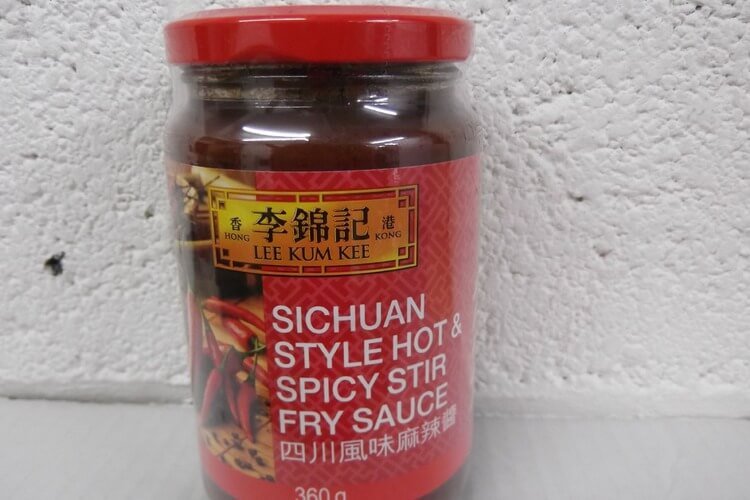 香 李錦記 港
HONG KONG
LEE KUM KEE
SICHUAN
STYLE HOT &
SPICY STIR
FRY SAUCE
四川風味麻辣醬
360 g